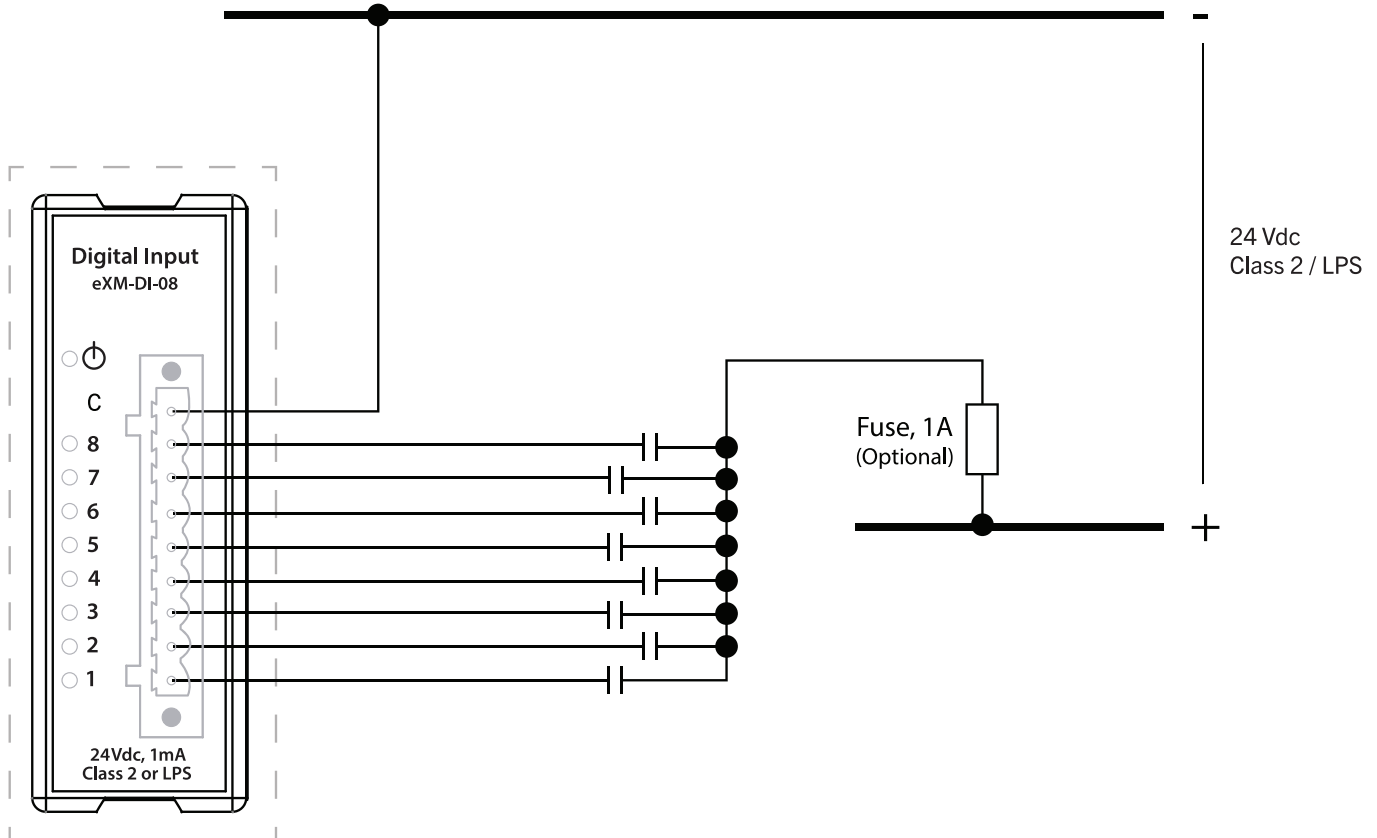 -
24 Vdc
Class 2 / LPS
Digital Input
eXM-DI-08
C
8
7
6
5
4
3
2
1
24Vdc, 1mA
Class 2 or LPS
Fuse, 1A
(Optional)
+